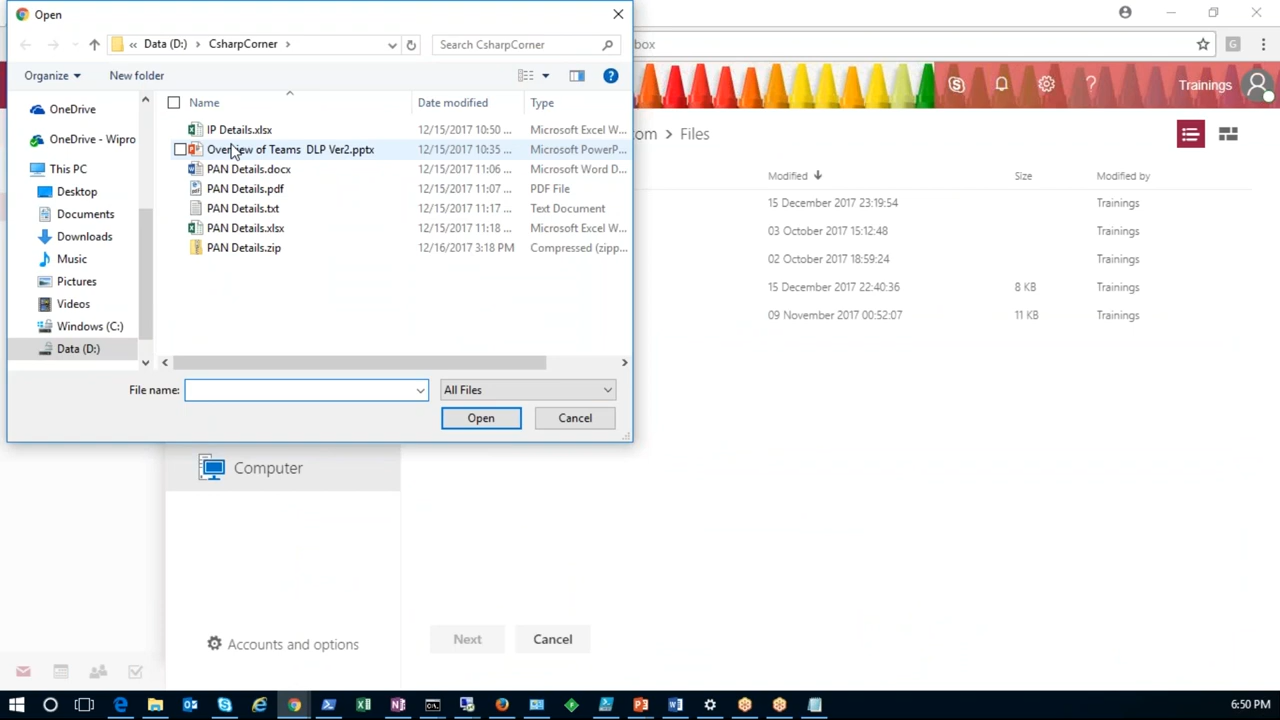 Open
« Data (D:) > CsharpCorner >
Search CsharpCorner
box
G
Organize
New folder
?
S
?
Trainings
OneDrive
OneDrive - Wipro
This PC
Desktop
Documents
Downloads
Music
Pictures
Videos
Windows (C:)
Data (D:)
Name Date modified Type
IP Details.xlsx 12/15/2017 10:50 ... Microsoft Excel W...
Overview of Teams DLP Ver2.pptx 12/15/2017 10:35 ... Microsoft PowerP...
PAN Details.docx 12/15/2017 11:06 ... Microsoft Word D...
PAN Details.pdf 12/15/2017 11:07 ... PDF File
PAN Details.txt 12/15/2017 11:17 ... Text Document
PAN Details.xlsx 12/15/2017 11:18 ... Microsoft Excel W...
PAN Details.zip 12/16/2017 3:18 PM Compressed (zipp...
File name:
All Files
Open Cancel
om > Files
Modified Size Modified by
15 December 2017 23:19:54 Trainings
03 October 2017 15:12:48 Trainings
02 October 2017 18:59:24 Trainings
15 December 2017 22:40:36 8 KB Trainings
09 November 2017 00:52:07 11 KB Trainings
Computer
Accounts and options
Next Cancel
6:50 PM